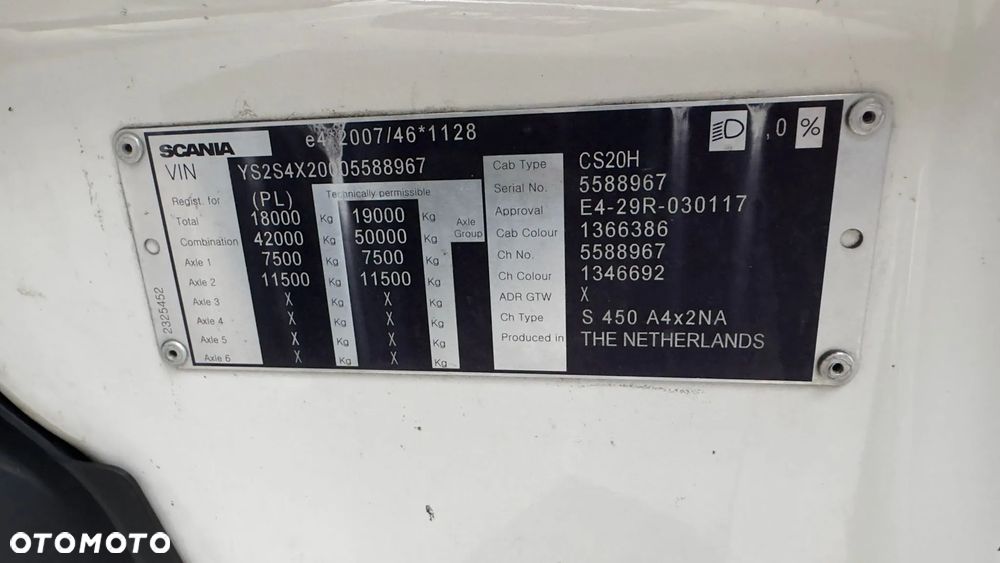 SCANIA e4*2007/46*1128 ,0 %
VIN YS2S4X20005588967
Regist. for (PL) Technically permissible
Total 18000 Kg 19000 Kg Axle Group
Combination 42000 Kg 50000 Kg
Axle 1 7500 Kg 7500 Kg
Axle 2 11500 Kg 11500 Kg
Axle 3 X Kg X Kg
Axle 4 X Kg X Kg
Axle 5 X Kg X Kg
Axle 6 X Kg X Kg
Cab Type CS20H
Serial No. 5588967
Approval E4-29R-030117
Cab Colour 1366386
Ch No. 5588967
Ch Colour 1346692
ADR GTW X
Ch Type S 450 A4x2NA
Produced in THE NETHERLANDS
2325452
OTOMOTO